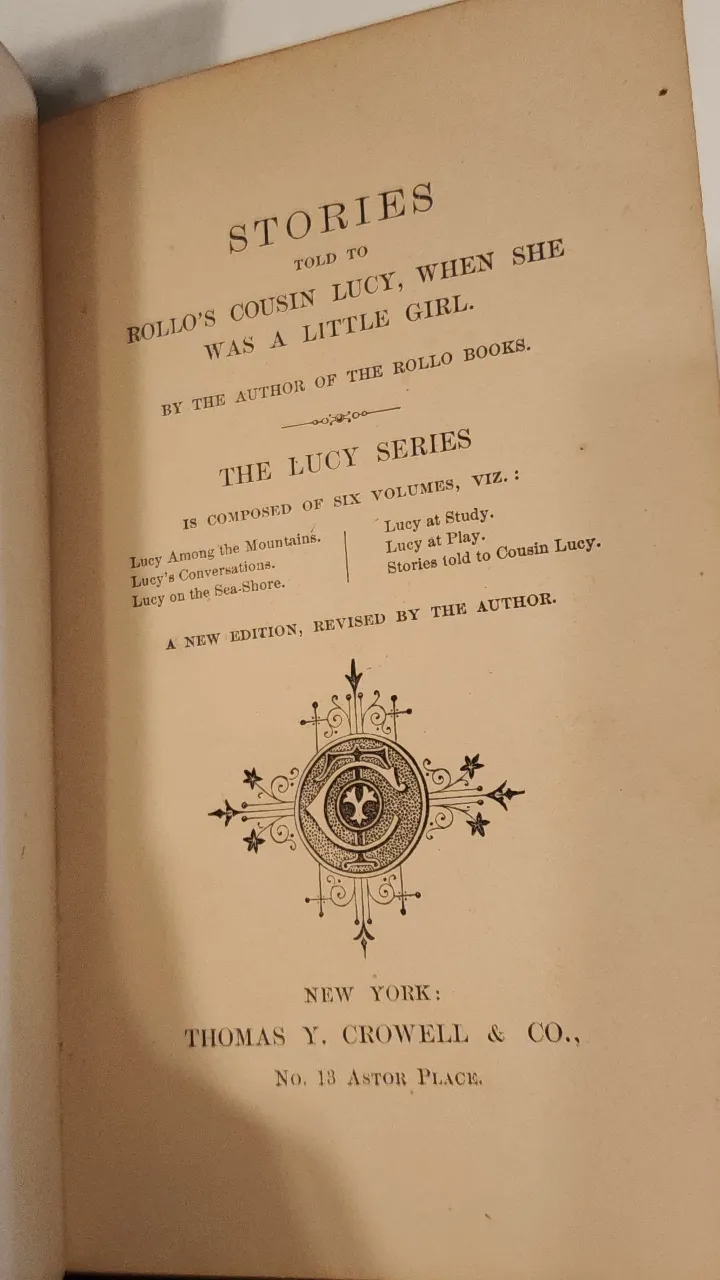 STORIES
TOLD TO
ROLLO'S COUSIN LUCY, WHEN SHE
WAS A LITTLE GIRL.
BY THE AUTHOR OF THE ROLLO BOOKS.
THE LUCY SERIES
IS COMPOSED OF SIX VOLUMES, VIZ.:
Lucy Among the Mountains.
Lucy's Conversations.
Lucy on the Sea-Shore.
Lucy at Study.
Lucy at Play.
Stories told to Cousin Lucy.
A NEW EDITION, REVISED BY THE AUTHOR.
NEW YORK:
THOMAS Y. CROWELL & CO.,
No. 13 Astor Place.